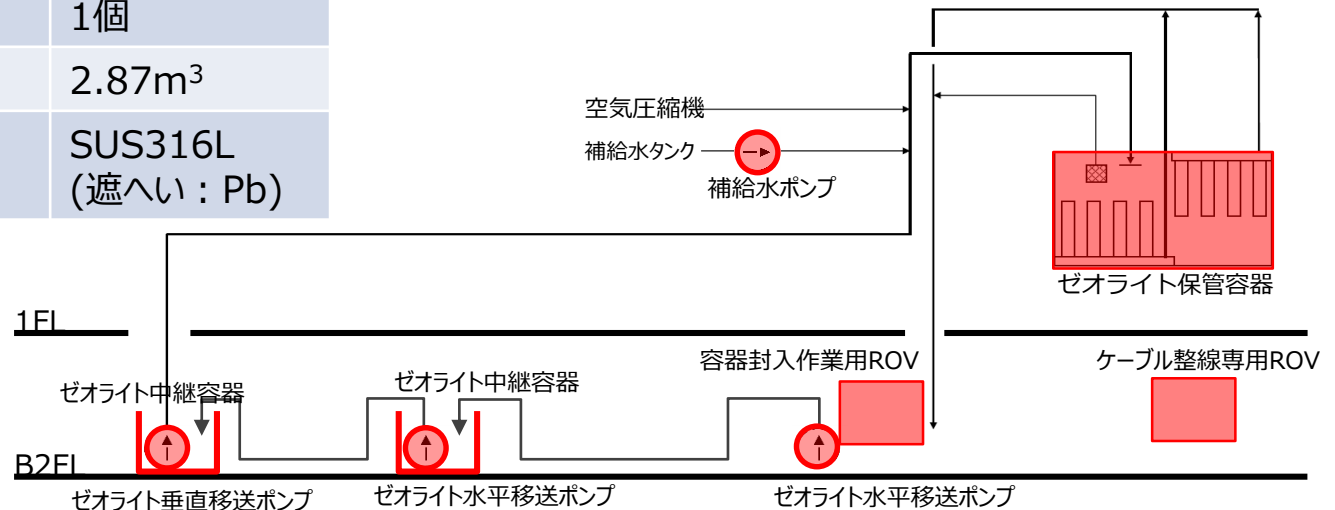 1個
2.87m³
SUS316L
(遮へい：Pb)
空気圧縮機
補給水タンク
補給水ポンプ
ゼオライト保管容器
1FL
容器封入作業用ROV
ケーブル整線専用ROV
ゼオライト中継容器
ゼオライト中継容器
B2FL
ゼオライト垂直移送ポンプ
ゼオライト水平移送ポンプ
ゼオライト水平移送ポンプ